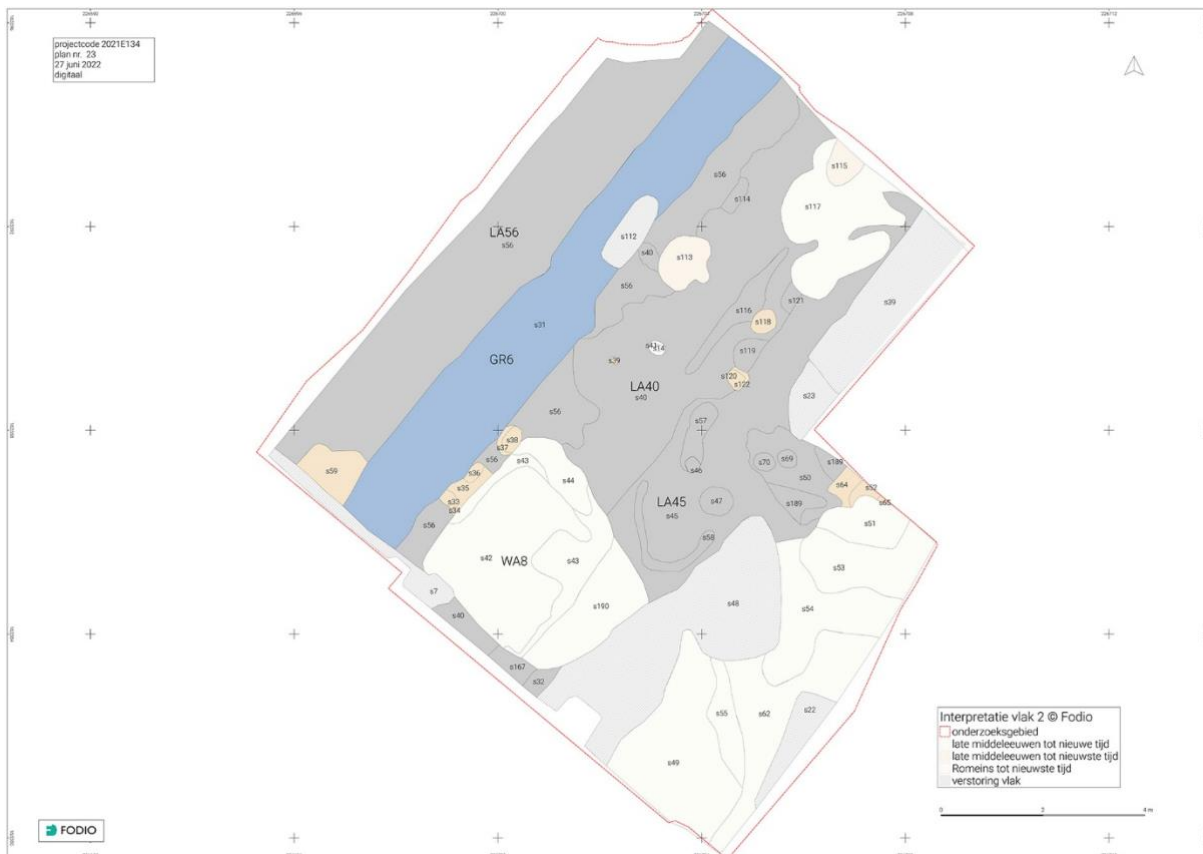 projectcode 2021E134
plan nr. 23
27 juni 2022
digitaal
s115
s56
s114
s117
LA56
s56
s112
s40
s113
s56
s121
s39
s116
s31
s118
s14
s119
GR6
s39
LA40
s40
s120
s122
s23
s56
s57
s38
s37
s43
s56
s59
s36
s46
s70
s69
s35
s44
s50
s64
s52
s33
s34
LA45
s45
s47
s189
s65
s56
s51
s58
s42
WA8
s43
s53
s7
s190
s48
s54
s40
s167
s32
s55
s62
s22
s49
Interpretatie vlak 2 © Fodio
onderzoeksgebied
late middeleeuwen tot nieuwe tijd
late middeleeuwen tot nieuwste tijd
Romeins tot nieuwste tijd
verstoring vlak
0 2 4 m
FODIO